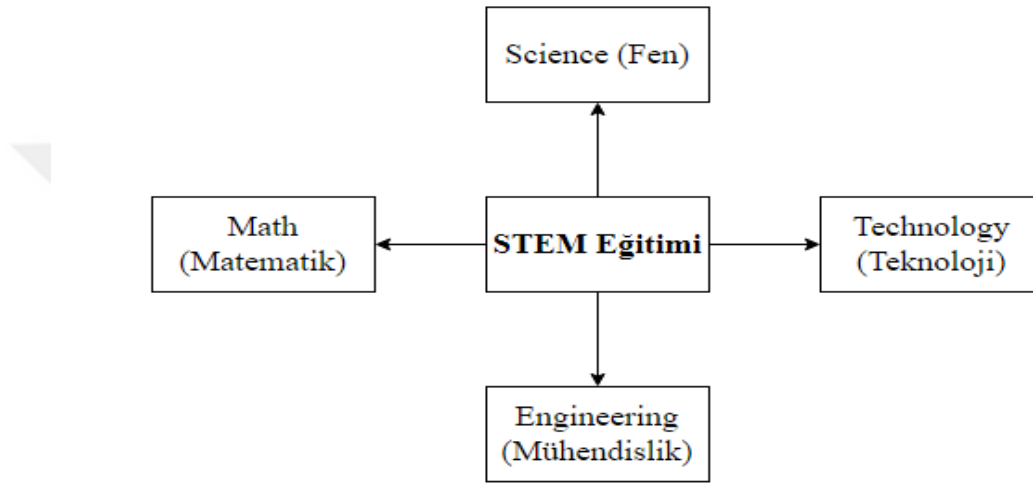 Science (Fen)
Math
(Matematik)
STEM Eğitimi
Technology
(Teknoloji)
Engineering
(Mühendislik)